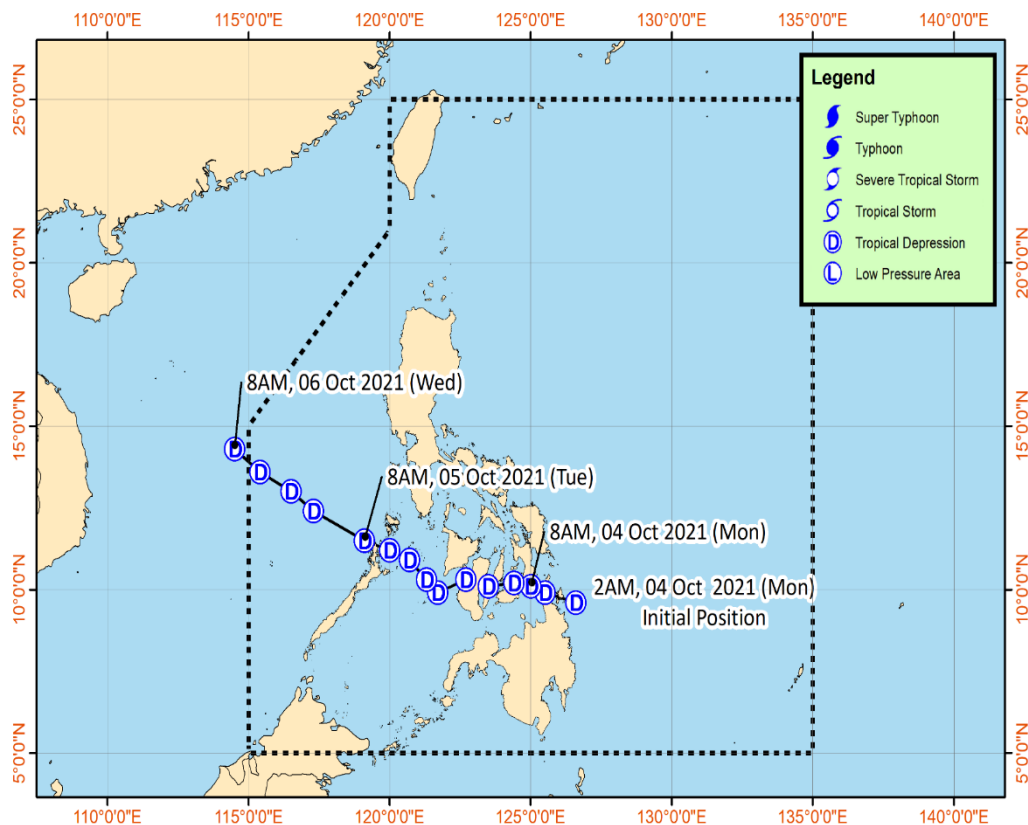 110°0'0"E 115°0'0"E 120°0'0"E 125°0'0"E 130°0'0"E 135°0'0"E 140°0'0"E
Legend
Super Typhoon
Typhoon
Severe Tropical Storm
Tropical Storm
D Tropical Depression
L Low Pressure Area
25°0'0"N 25°0'0"N
20°0'0"N 20°0'0"N
15°0'0"N 15°0'0"N
10°0'0"N 10°0'0"N
5°0'0"N 5°0'0"N
8AM, 06 Oct 2021 (Wed)
8AM, 05 Oct 2021 (Tue)
8AM, 04 Oct 2021 (Mon)
2AM, 04 Oct 2021 (Mon)
Initial Position
D D D D D D D D D D D D D D D D
110°0'0"E 115°0'0"E 120°0'0"E 125°0'0"E 130°0'0"E 135°0'0"E 140°0'0"E